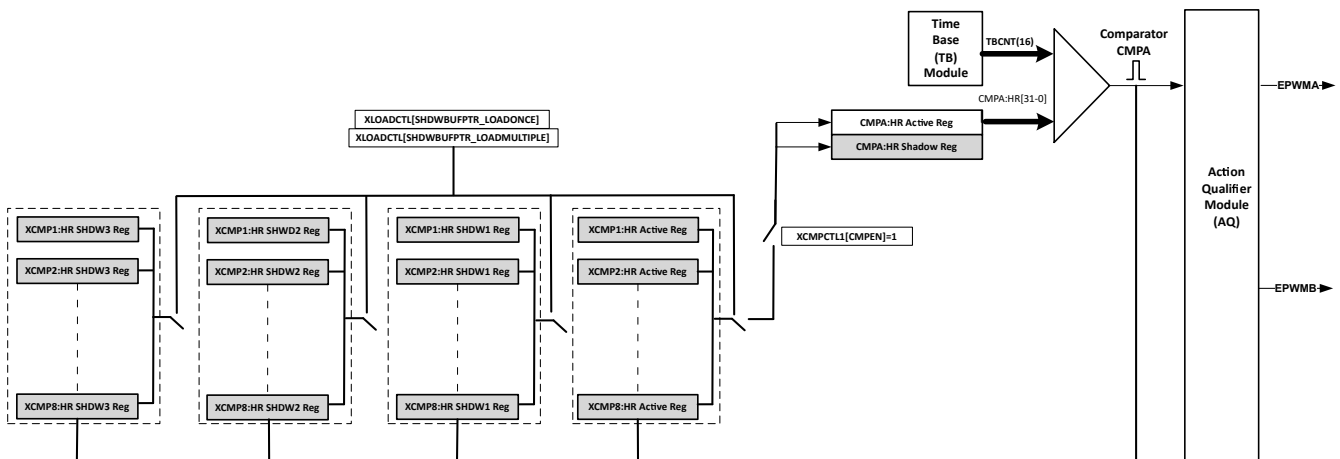 Time
Base
(TB)
Module
TBCNT(16)
Comparator
CMPA
CMPA:HR[31-0]
EPWMA
XLOADCTL[SHDWBUFPTR_LOADONCE]
XLOADCTL[SHDWBUFPTR_LOADMULTIPLE]
CMPA:HR Active Reg
CMPA:HR Shadow Reg
Action
Qualifier
Module
(AQ)
XCMP1:HR SHDW3 Reg
XCMP1:HR SHWD2 Reg
XCMP1:HR SHDW1 Reg
XCMP1:HR Active Reg
XCMPCTL1[CMPEN]=1
XCMP2:HR SHDW3 Reg
XCMP2:HR SHDW2 Reg
XCMP2:HR SHDW1 Reg
XCMP2:HR Active Reg
EPWMB
XCMP8:HR SHDW3 Reg
XCMP8:HR SHDW2 Reg
XCMP8:HR SHDW1 Reg
XCMP8:HR Active Reg